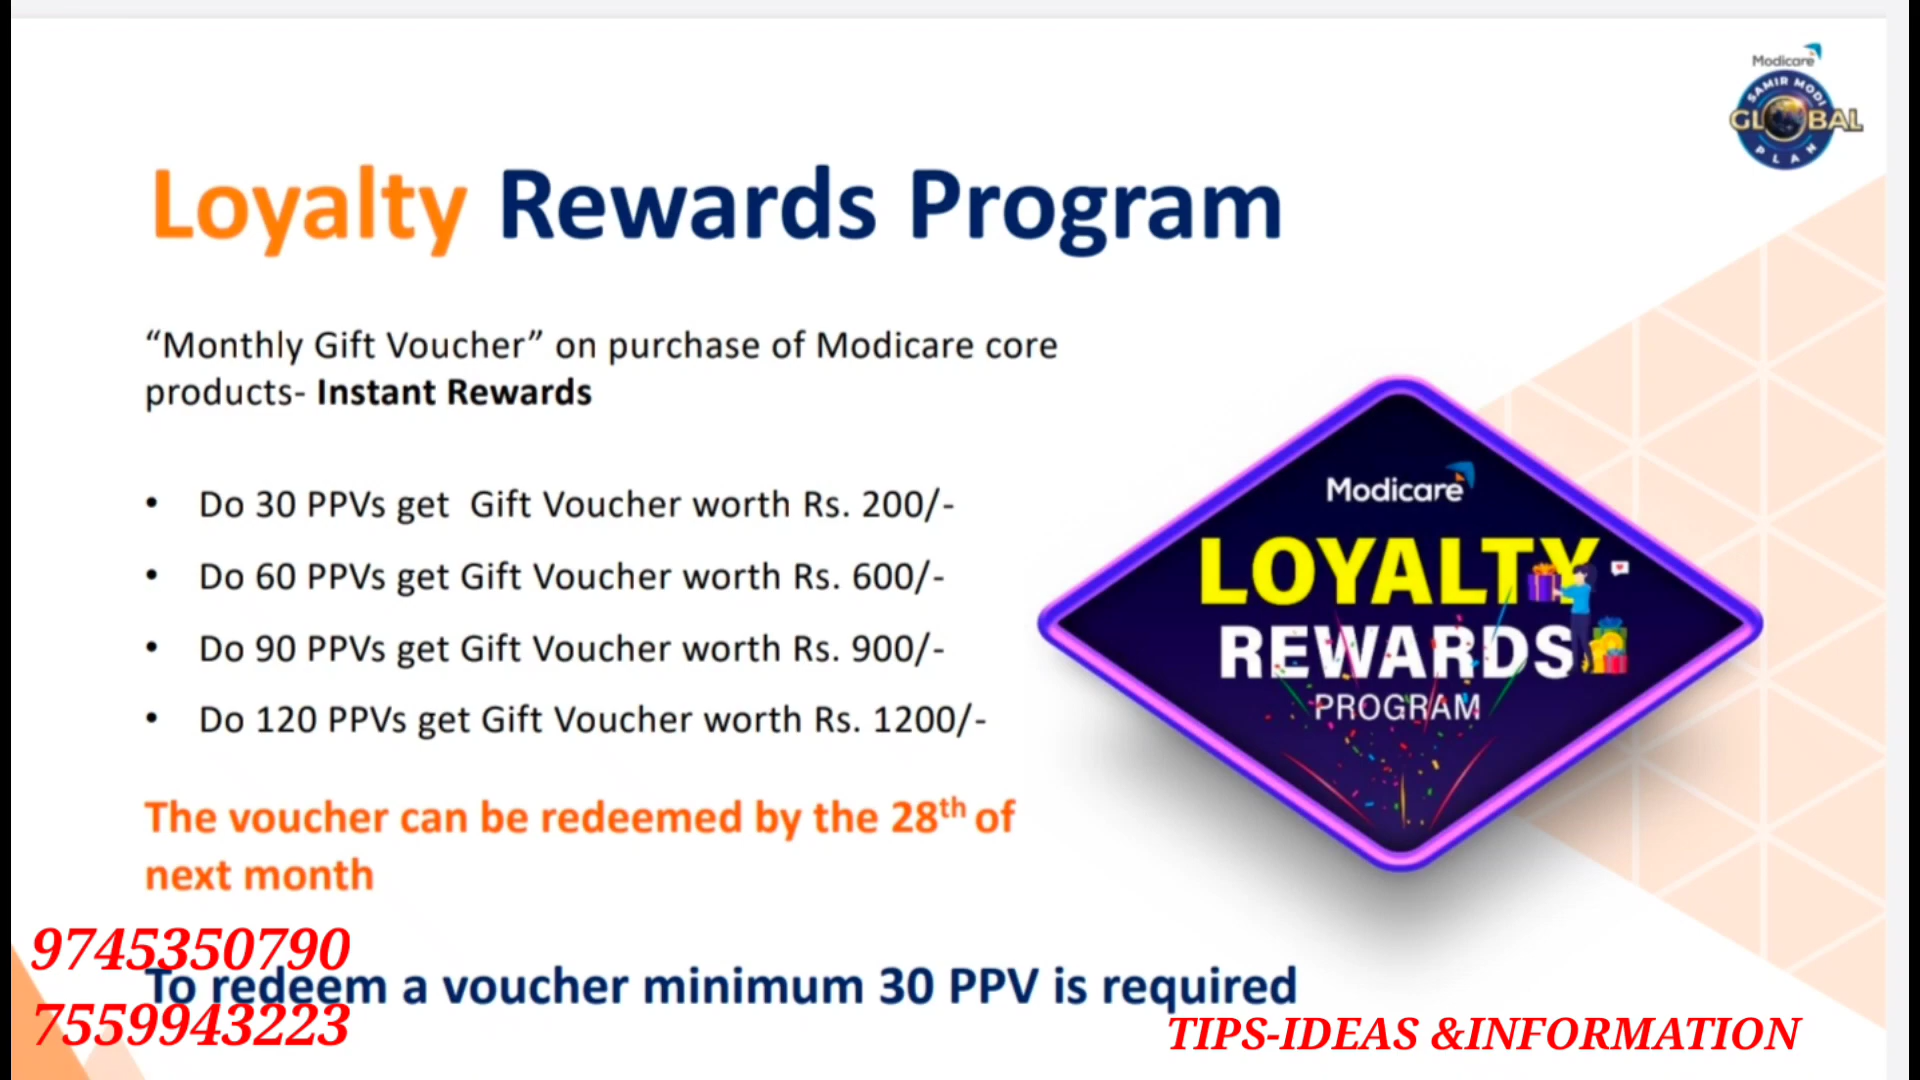 Modicare
SAMIR MODI
GLOBAL
PLAN
Loyalty Rewards Program
“Monthly Gift Voucher” on purchase of Modicare core
products- Instant Rewards
• Do 30 PPVs get  Gift Voucher worth Rs. 200/-
• Do 60 PPVs get Gift Voucher worth Rs. 600/-
• Do 90 PPVs get Gift Voucher worth Rs. 900/-
• Do 120 PPVs get Gift Voucher worth Rs. 1200/-
Modicare
LOYALTY
REWARDS
PROGRAM
The voucher can be redeemed by the 28th of
next month
9745350790
To redeem a voucher minimum 30 PPV is required
7559943223
TIPS-IDEAS &INFORMATION